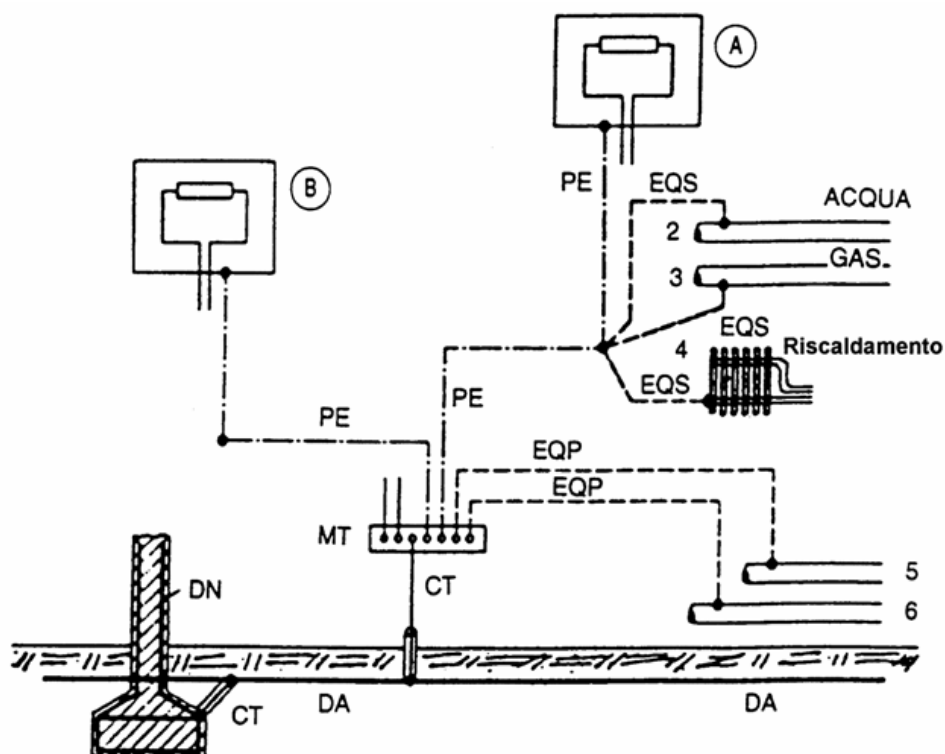 A
B
PE
EQS
ACQUA
2
GAS
3
EQS
4
Riscaldamento
EQS
PE
PE
EQP
EQP
MT
CT
5
6
DN
CT
DA
DA